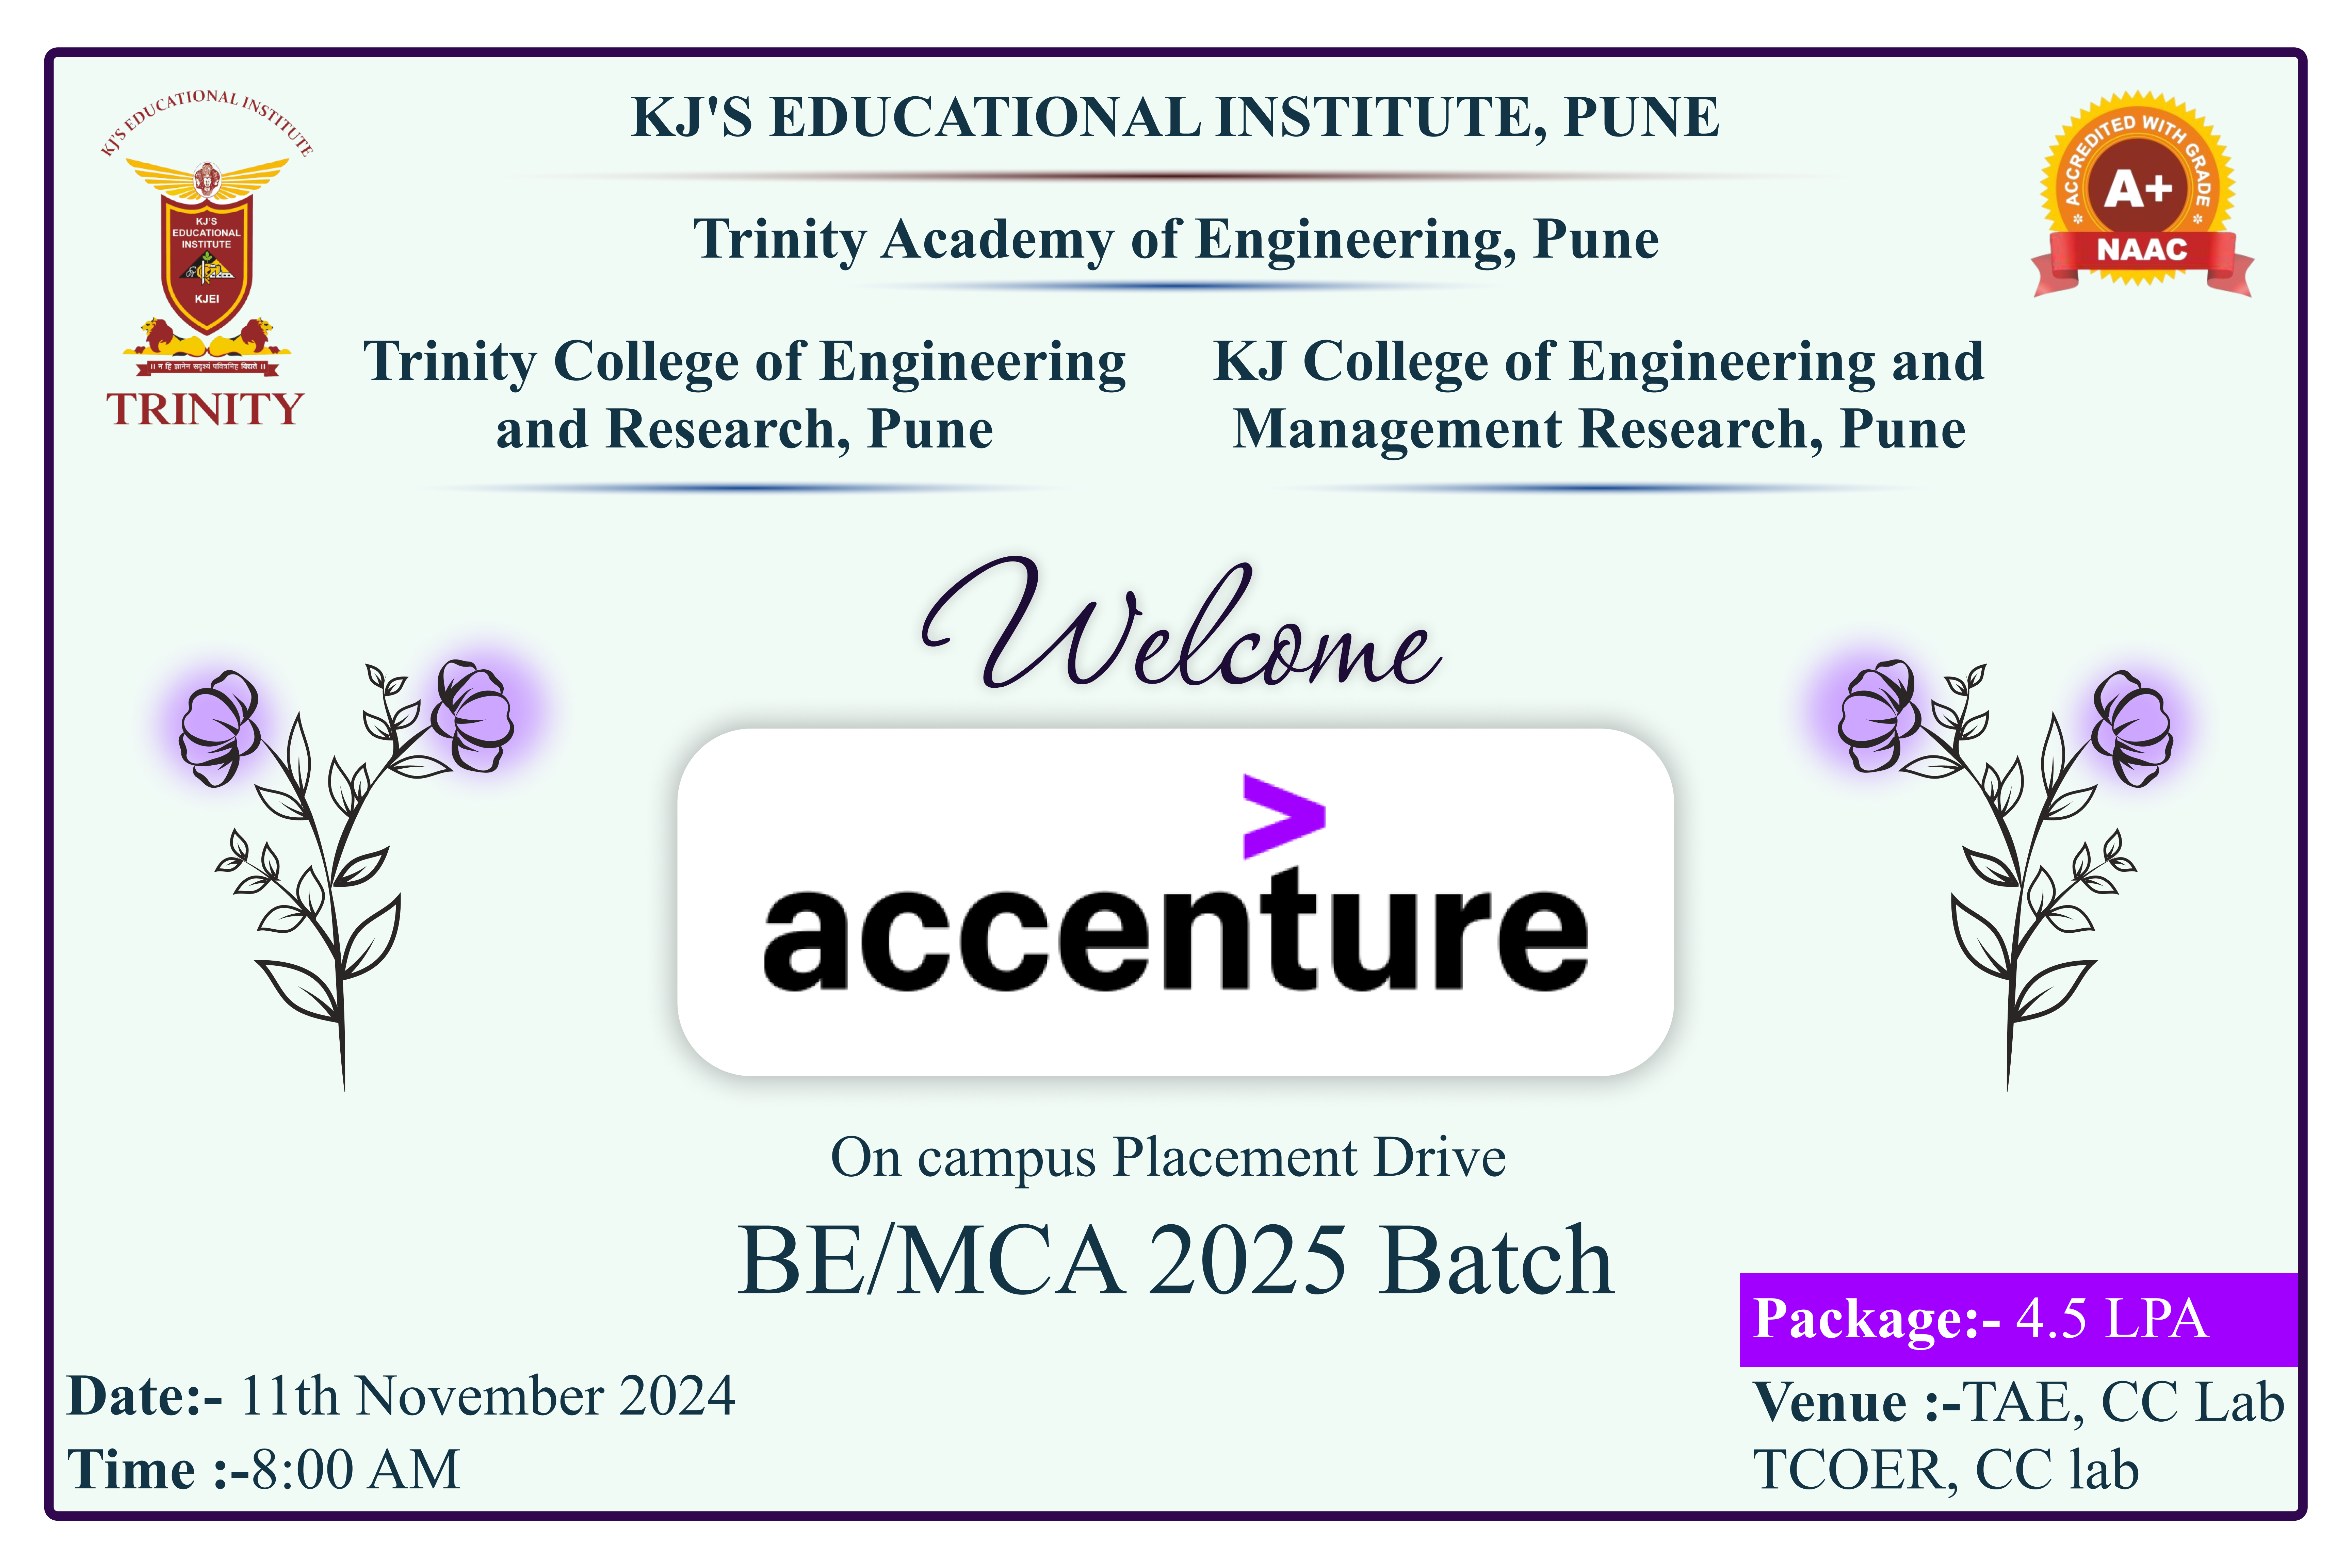 KJ'S EDUCATIONAL INSTITUTE
KJ'S
EDUCATIONAL
INSTITUTE
KJEI
।। न हि ज्ञानेन सदृश्यं पवित्रमिह विद्यते ।।
TRINITY
KJ'S EDUCATIONAL INSTITUTE, PUNE
Trinity Academy of Engineering, Pune
Trinity College of Engineering
and Research, Pune
KJ College of Engineering and
Management Research, Pune
ACCREDITED WITH GRADE
A+
NAAC
Welcome
>
accenture
On campus Placement Drive
BE/MCA 2025 Batch
Date:- 11th November 2024
Time :-8:00 AM
Package:- 4.5 LPA
Venue :-TAE, CC Lab
TCOER, CC lab